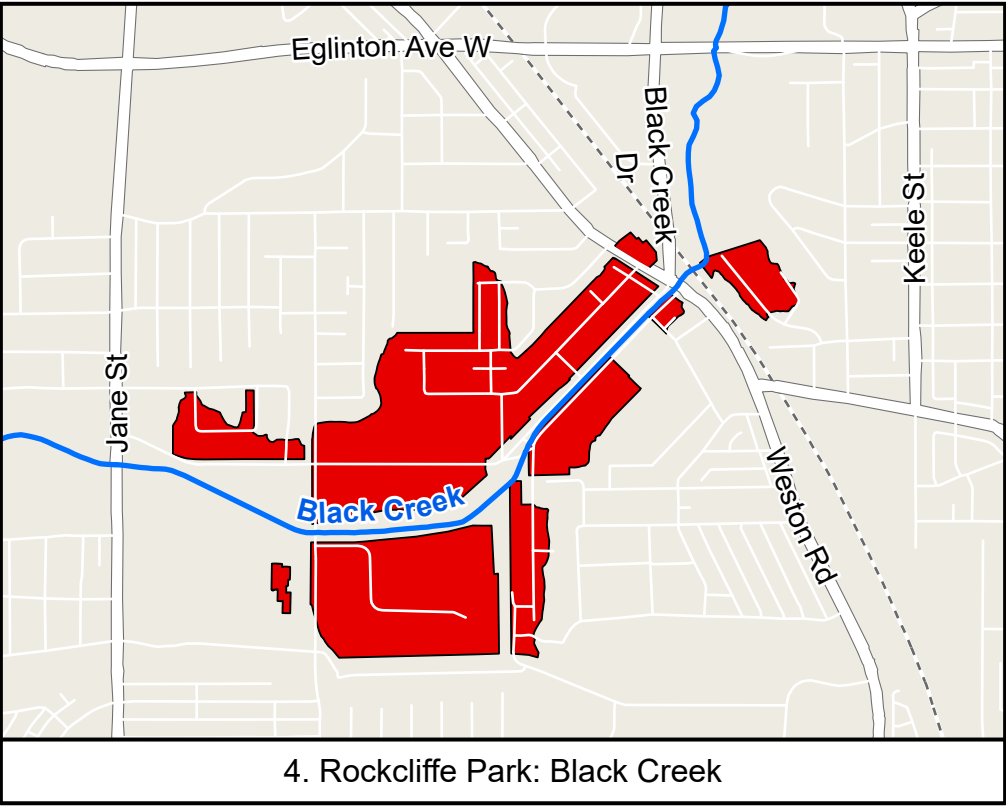 Eglinton Ave W
Black Creek
Dr
Keele St
Jane St
Weston Rd
Black Creek
4. Rockcliffe Park: Black Creek